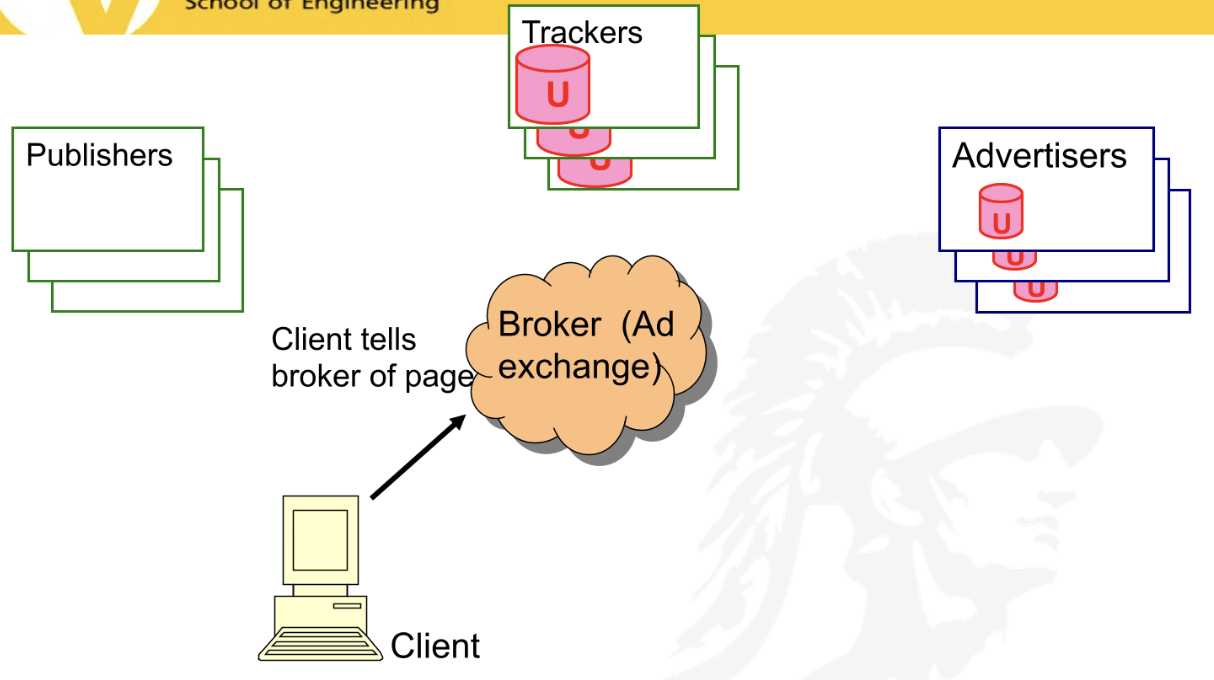 School of Engineering
Trackers
U
U
U
Publishers
Advertisers
U
U
U
Broker (Ad
exchange)
Client tells
broker of page
Client